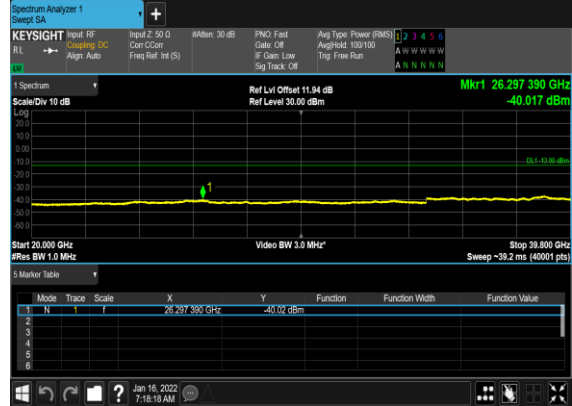 Spectrum Analyzer 1
Swept SA
+
KEYSIGHT Input: RF Input Z: 50 Ω #Atten: 30 dB PNO: Fast Avg Type: Power (RMS) 1 2 3 4 5 6
RL Coupling: DC Corr CCorr Gate: Off Avg|Hold: 100/100 A W W W W W
Align: Auto Freq Ref: Int (S) IF Gain: Low Trig: Free Run
Sig Track: Off A N N N N N
1 Spectrum Ref Lvl Offset 11.94 dB Mkr1 26.297 390 GHz
Scale/Div 10 dB Ref Level 30.00 dBm -40.017 dBm
Log
20.0
10.0
0.00
-10.0
DL1 -13.00 dBm
-20.0
-30.0
1
-40.0
-50.0
-60.0
Start 20.000 GHz Video BW 3.0 MHz* Stop 39.800 GHz
#Res BW 1.0 MHz Sweep ~39.2 ms (40001 pts)
5 Marker Table
Mode Trace Scale X Y Function Function Width Function Value
1 N 1 f 26.297 390 GHz -40.02 dBm
2
3
4
5
6
? Jan 16, 2022
7:18:18 AM